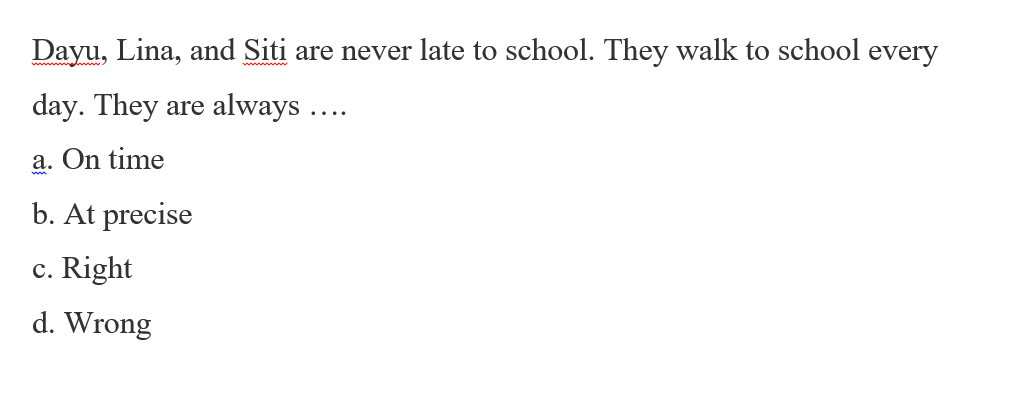 Dayu, Lina, and Siti are never late to school. They walk to school every
day. They are always ….
a. On time
b. At precise
c. Right
d. Wrong